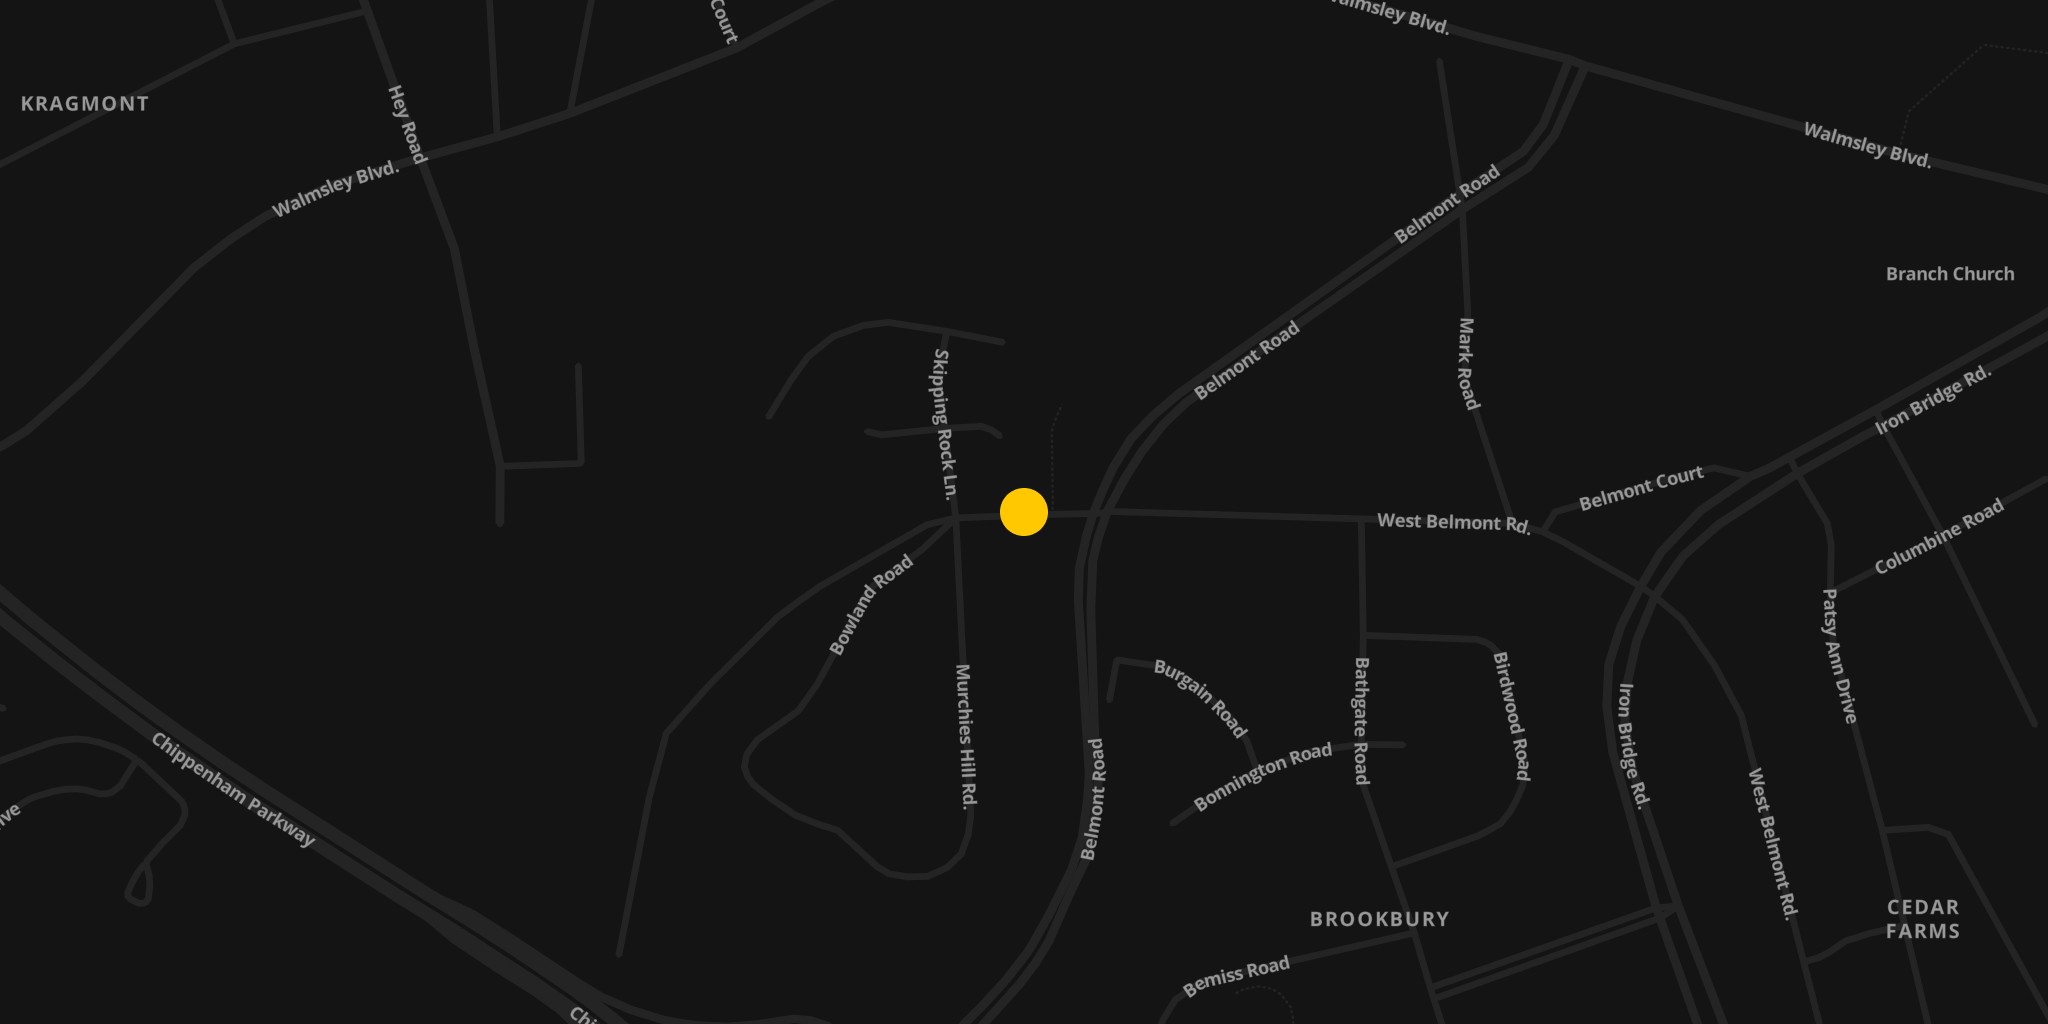 Court
Walmsley Blvd.
KRAGMONT
Hey Road
Walmsley Blvd.
Walmsley Blvd.
Belmont Road
Branch Church
Belmont Road
Mark Road
Skipping Rock Ln.
Iron Bridge Rd.
Belmont Court
West Belmont Rd.
Columbine Road
Bowland Road
Patsy Ann Drive
Burgain Road
Murchies Hill Rd.
Bathgate Road
Birdwood Road
Iron Bridge Rd.
Chippenham Parkway
Belmont Road
Bonnington Road
West Belmont Rd.
BROOKBURY
CEDAR
FARMS
Bemiss Road